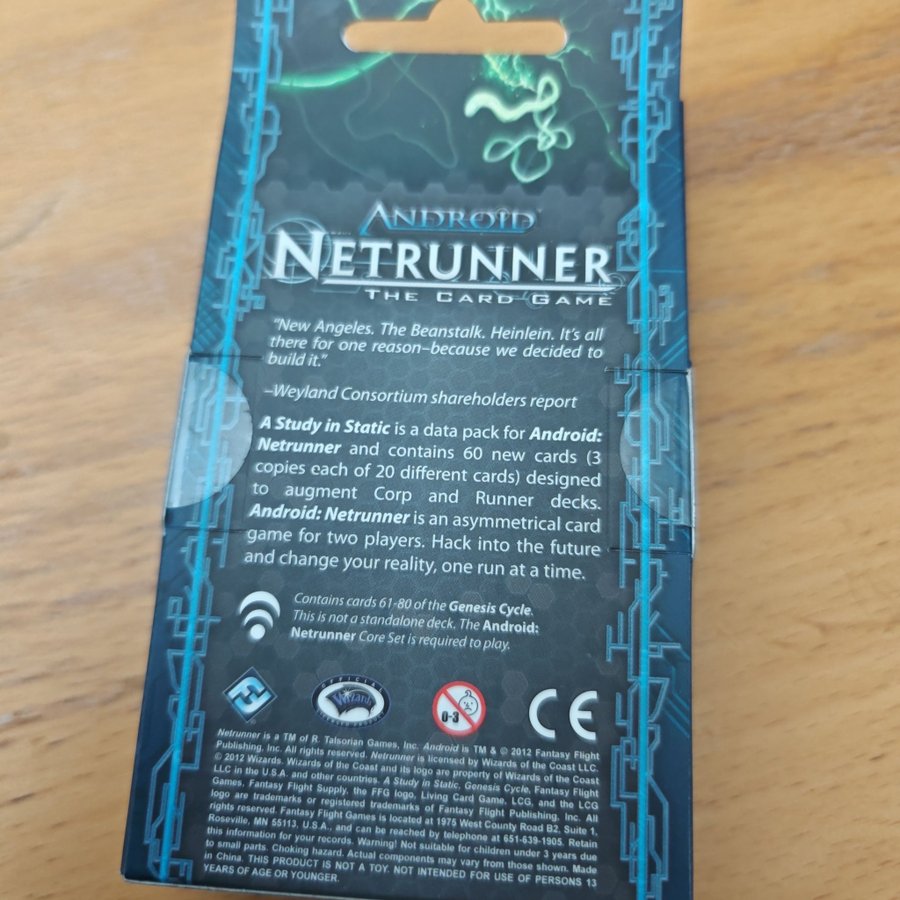 ANDROID
NETRUNNER
THE CARD GAME
"New Angeles. The Beanstalk. Heinlein. It's all
there for one reason–because we decided to
build it."
–Weyland Consortium shareholders report
A Study in Static is a data pack for Android:
Netrunner and contains 60 new cards (3
copies each of 20 different cards) designed
to augment Corp and Runner decks.
Android: Netrunner is an asymmetrical card
game for two players. Hack into the future
and change your reality, one run at a time.
Contains cards 61-80 of the Genesis Cycle.
This is not a standalone deck. The Android:
Netrunner Core Set is required to play.
OFFICIAL
Wizards
0-3
CE
Netrunner is a TM of R. Talsorian Games, Inc. Android is TM & © 2012 Fantasy Flight
Publishing, Inc. All rights reserved. Netrunner is licensed by Wizards of the Coast LLC.
© 2012 Wizards. Wizards of the Coast and its logo are property of Wizards of the Coast
LLC in the U.S.A. and other countries. A Study in Static, Genesis Cycle, Fantasy Flight
Games, Fantasy Flight Supply, the FFG logo, Living Card Game, LCG, and the LCG
logo are trademarks or registered trademarks of Fantasy Flight Publishing, Inc. All
rights reserved. Fantasy Flight Games is located at 1975 West County Road B2, Suite 1,
Roseville, MN 55113, U.S.A., and can be reached by telephone at 651-639-1905. Retain
this information for your records. Warning! Not suitable for children under 3 years due
to small parts. Choking hazard. Actual components may vary from those shown. Made
in China. THIS PRODUCT IS NOT A TOY. NOT INTENDED FOR USE OF PERSONS 13
YEARS OF AGE OR YOUNGER.